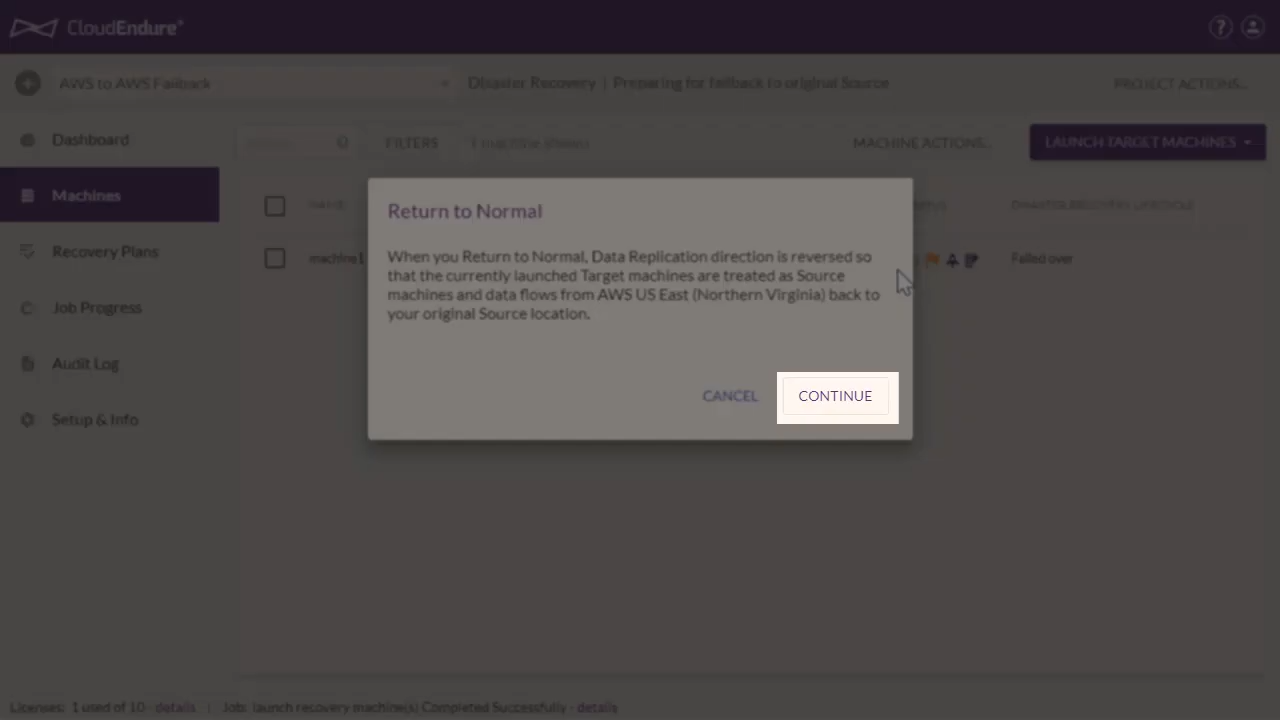 CloudEndure
?
AWS to AWS Failback
Disaster Recovery | Preparing for failback to original Source
PROJECT ACTIONS...
Dashboard
FILTERS
1 machine shown
MACHINE ACTIONS...
LAUNCH TARGET MACHINES
Machines
NAME
DISASTER RECOVERY LIFECYCLE
Return to Normal
Recovery Plans
machine1
Failed over
When you Return to Normal, Data Replication direction is reversed so
that the currently launched Target machines are treated as Source
machines and data flows from AWS US East (Northern Virginia) back to
your original Source location.
Job Progress
Audit Log
CANCEL
CONTINUE
Setup & Info
Licenses: 1 used of 10 - details | Job: launch recovery machine(s) Completed Successfully - details